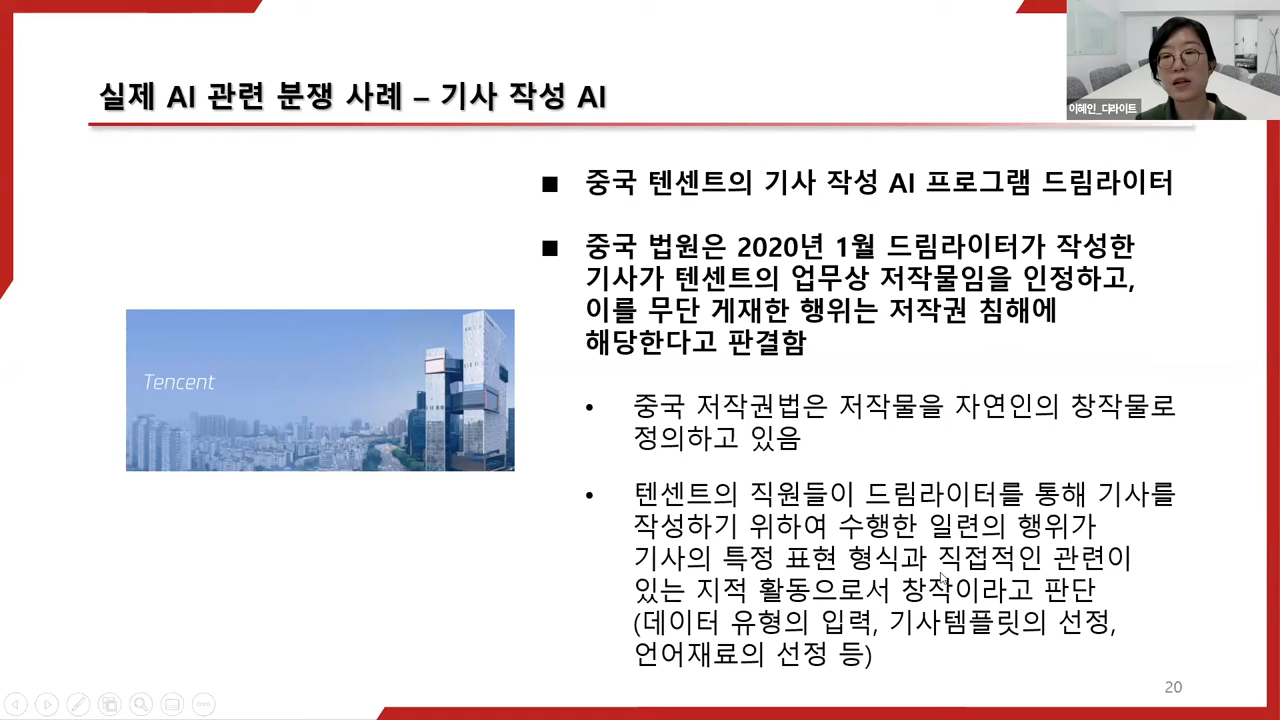 실제 AI 관련 분쟁 사례 – 기사 작성 AI
이혜인_디라이트
■ 중국 텐센트의 기사 작성 AI 프로그램 드림라이터
■ 중국 법원은 2020년 1월 드림라이터가 작성한
기사가 텐센트의 업무상 저작물임을 인정하고,
이를 무단 게재한 행위는 저작권 침해에
해당한다고 판결함
Tencent
• 중국 저작권법은 저작물을 자연인의 창작물로
정의하고 있음
• 텐센트의 직원들이 드림라이터를 통해 기사를
작성하기 위하여 수행한 일련의 행위가
기사의 특정 표현 형식과 직접적인 관련이
있는 지적 활동으로서 창작이라고 판단
(데이터 유형의 입력, 기사템플릿의 선정,
언어재료의 선정 등)
20